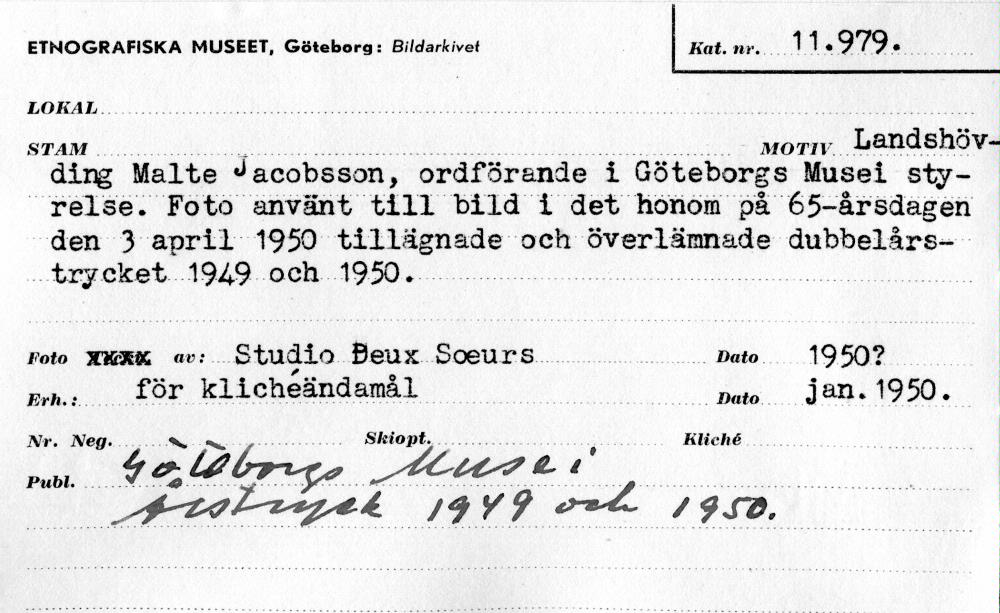 ETNOGRAFISKA MUSEET, Göteborg: Bildarkivet Kat. nr. 11.979.
LOKAL
STAM MOTIV Landshöv-
ding Malte Jacobsson, ordförande i Göteborgs Musei sty-
relse. Foto använt till bild i det honom på 65-årsdagen
den 3 april 1950 tillägnade och överlämnade dubbelårs-
trycket 1949 och 1950.
Foto av: Studio Deux Soeurs Dato 1950?
Erh.: för klichéändamål Dato jan. 1950.
Nr. Neg. Skiopt. Kliché
Publ. Göteborgs Musei
Årstryck 1949 och 1950.